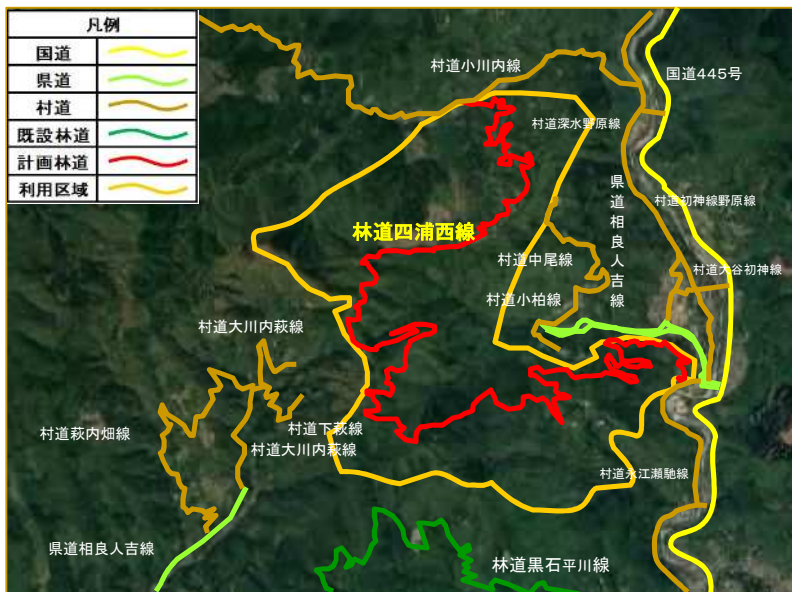 凡例
国道
県道
村道
既設林道
計画林道
利用区域
村道小川内線
国道445号
村道深水野原線
県道相良人吉線
村道初神線野原線
林道四浦西線
村道中尾線
村道大谷初神線
村道小柏線
村道大川内萩線
村道萩内畑線
村道下萩線
村道大川内萩線
村道永江瀬馳線
県道相良人吉線
林道黒石平川線